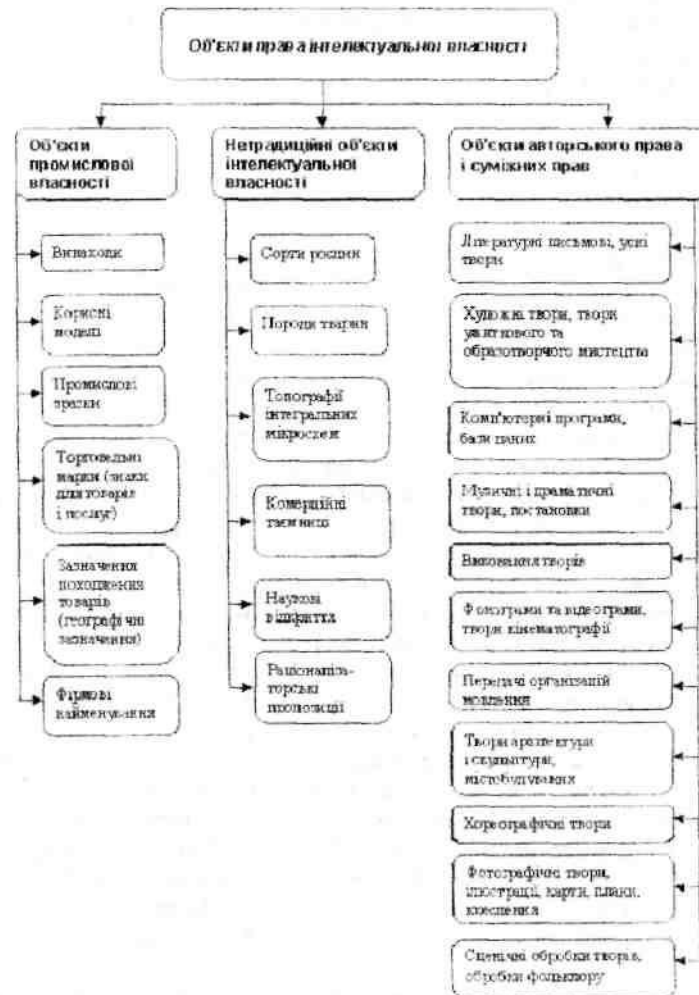 Об'єкти права інтелектуальної власності
Об'єкти
промислової
власності
Винаходи
Корисні
моделі
Промислові
зразки
Торговельні
марки (знаки
для товарів
і послуг)
Зазначення
походження
товарів
(географічні
зазначення)
Фірмові
найменування
Нетрадиційні об'єкти
інтелектуальної
власності
Сорти рослин
Породи тварин
Топографії
інтегральних
мікросхем
Комерційні
таємниці
Наукові
відкриття
Раціоналіза-
торські
пропозиції
Об'єкти авторського права
і суміжних прав
Літературні письмові, усні
твори
Художні твори, твори
ужиткового та
образотворчого мистецтва
Комп'ютерні програми,
бази даних
Музичні і драматичні
твори, постановки
Виконання творів
Фонограми та відеограми,
твори кінематографії
Передачі організацій
мовлення
Твори архітектури
і скульптури,
містобудування
Хореографічні твори
Фотографічні твори,
ілюстрації, карти, плани,
креслення
Сценічні обробки творів,
обробки фольклору